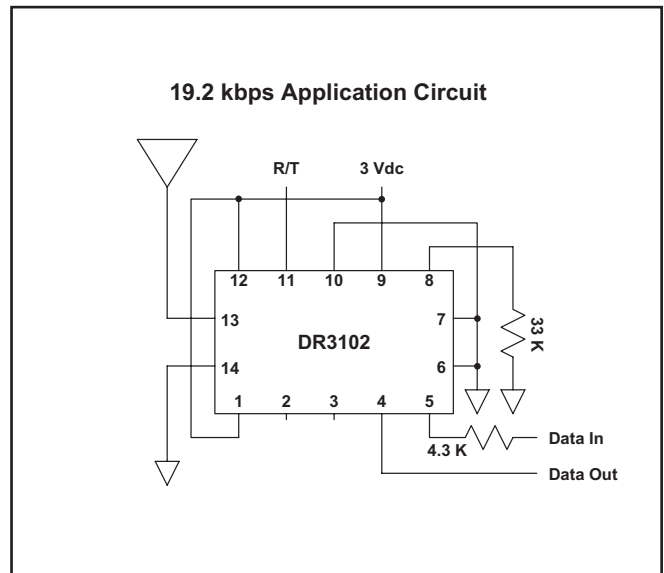 19.2 kbps Application Circuit
R/T 3 Vdc
12 11 10 9 8
13 7
33 K
DR3102
14 6
1 2 3 4 5
Data In
4.3 K
Data Out